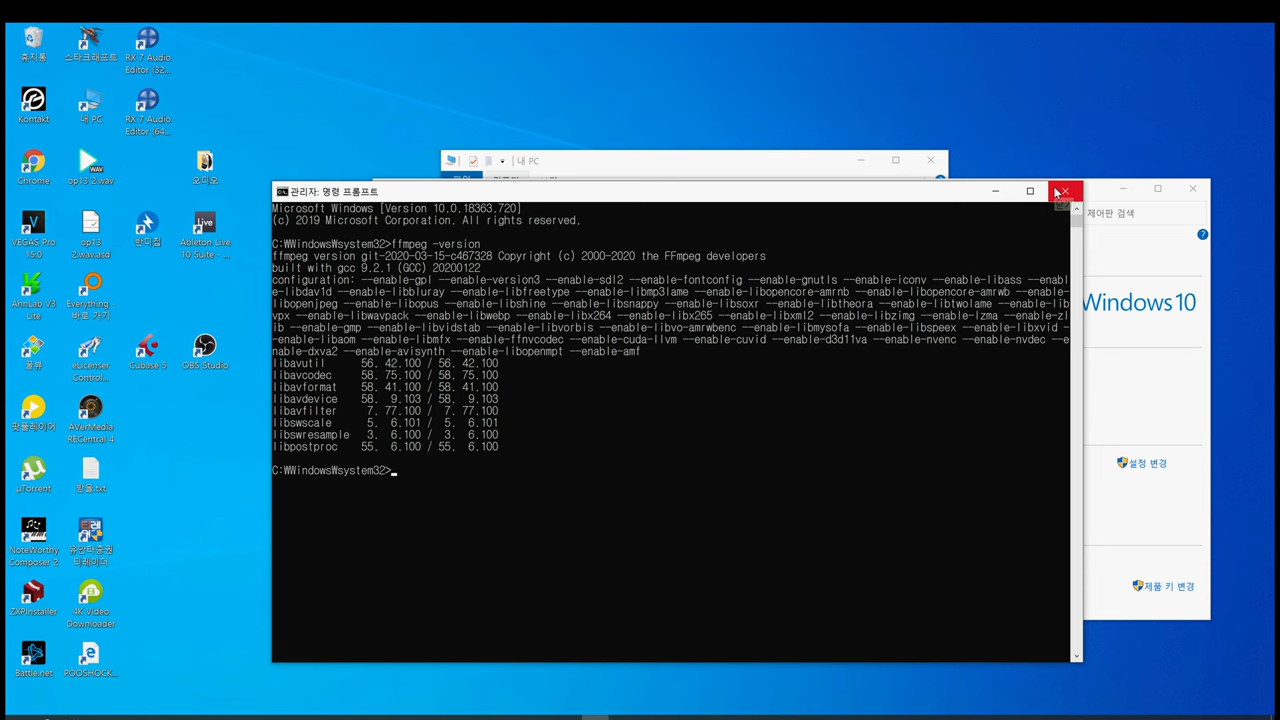 휴지통
스타크래프트
RX 7 Audio
Editor (32...
Kontakt
내 PC
RX 7 Audio
Editor (64...
Chrome
op13 2.wav
오디오
VEGAS Pro
15.0
op13
2.wav.asd
반디집
Ableton Live
10 Suite -...
AhnLab V3
Lite
Everything -
바로 가기
멜론
eLicenser
Control...
Cubase 5
OBS Studio
팟플레이어
AVerMedia
RECentral 4
µTorrent
받을.txt
NoteWorthy
Composer 2
유안타증권
티레이더
ZXPInstaller
4K Video
Downloader
Battle.net
POOSHOCK...
내 PC
관리자: 명령 프롬프트
Microsoft Windows [Version 10.0.18363.720]
(c) 2019 Microsoft Corporation. All rights reserved.
C:₩Windows₩system32>ffmpeg -version
ffmpeg version git-2020-03-15-c467328 Copyright (c) 2000-2020 the FFmpeg developers
built with gcc 9.2.1 (GCC) 20200122
configuration: --enable-gpl --enable-version3 --enable-sdl2 --enable-fontconfig --enable-gnutls --enable-iconv --enable-libass --enabl
e-libdav1d --enable-libbluray --enable-libfreetype --enable-libmp3lame --enable-libopencore-amrnb --enable-libopencore-amrwb --enable-
libopenjpeg --enable-libopus --enable-libshine --enable-libsnappy --enable-libsoxr --enable-libtheora --enable-libtwolame --enable-lib
vpx --enable-libwavpack --enable-libwebp --enable-libx264 --enable-libx265 --enable-libxml2 --enable-libzimg --enable-lzma --enable-zl
ib --enable-gmp --enable-libvidstab --enable-libvorbis --enable-libvo-amrwbenc --enable-libmysofa --enable-libspeex --enable-libxvid -
-enable-libaom --enable-libmfx --enable-ffnvcodec --enable-cuda-llvm --enable-cuvid --enable-d3d11va --enable-nvenc --enable-nvdec --e
nable-dxva2 --enable-avisynth --enable-libopenmpt --enable-amf
libavutil 56. 42.100 / 56. 42.100
libavcodec 58. 75.100 / 58. 75.100
libavformat 58. 41.100 / 58. 41.100
libavdevice 58. 9.103 / 58. 9.103
libavfilter 7. 77.100 / 7. 77.100
libswscale 5. 6.101 / 5. 6.101
libswresample 3. 6.100 / 3. 6.100
libpostproc 55. 6.100 / 55. 6.100
C:₩Windows₩system32>
제어판 검색
Windows 10
설정 변경
제품 키 변경